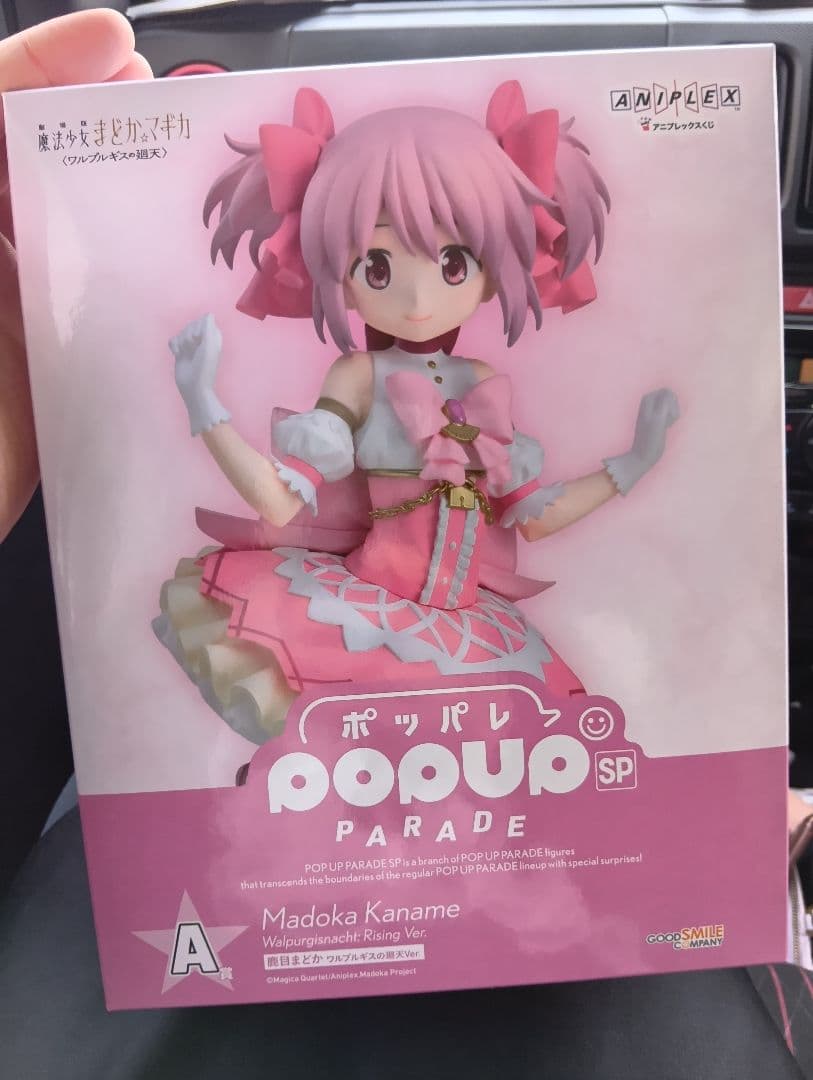 劇場版
魔法少女まどか☆マギカ
〈ワルプルギスの廻天〉
ANIPLEX
アニプレックスくじ
ポッパレ
POP UP SP
PARADE
POP UP PARADE SP is a branch of POP UP PARADE figures
that transcends the boundaries of the regular POP UP PARADE lineup with special surprises!
A賞
Madoka Kaname
Walpurgisnacht: Rising Ver.
鹿目まどか ワルプルギスの廻天Ver.
©Magica Quartet/Aniplex,Madoka Project
GOOD SMILE
COMPANY